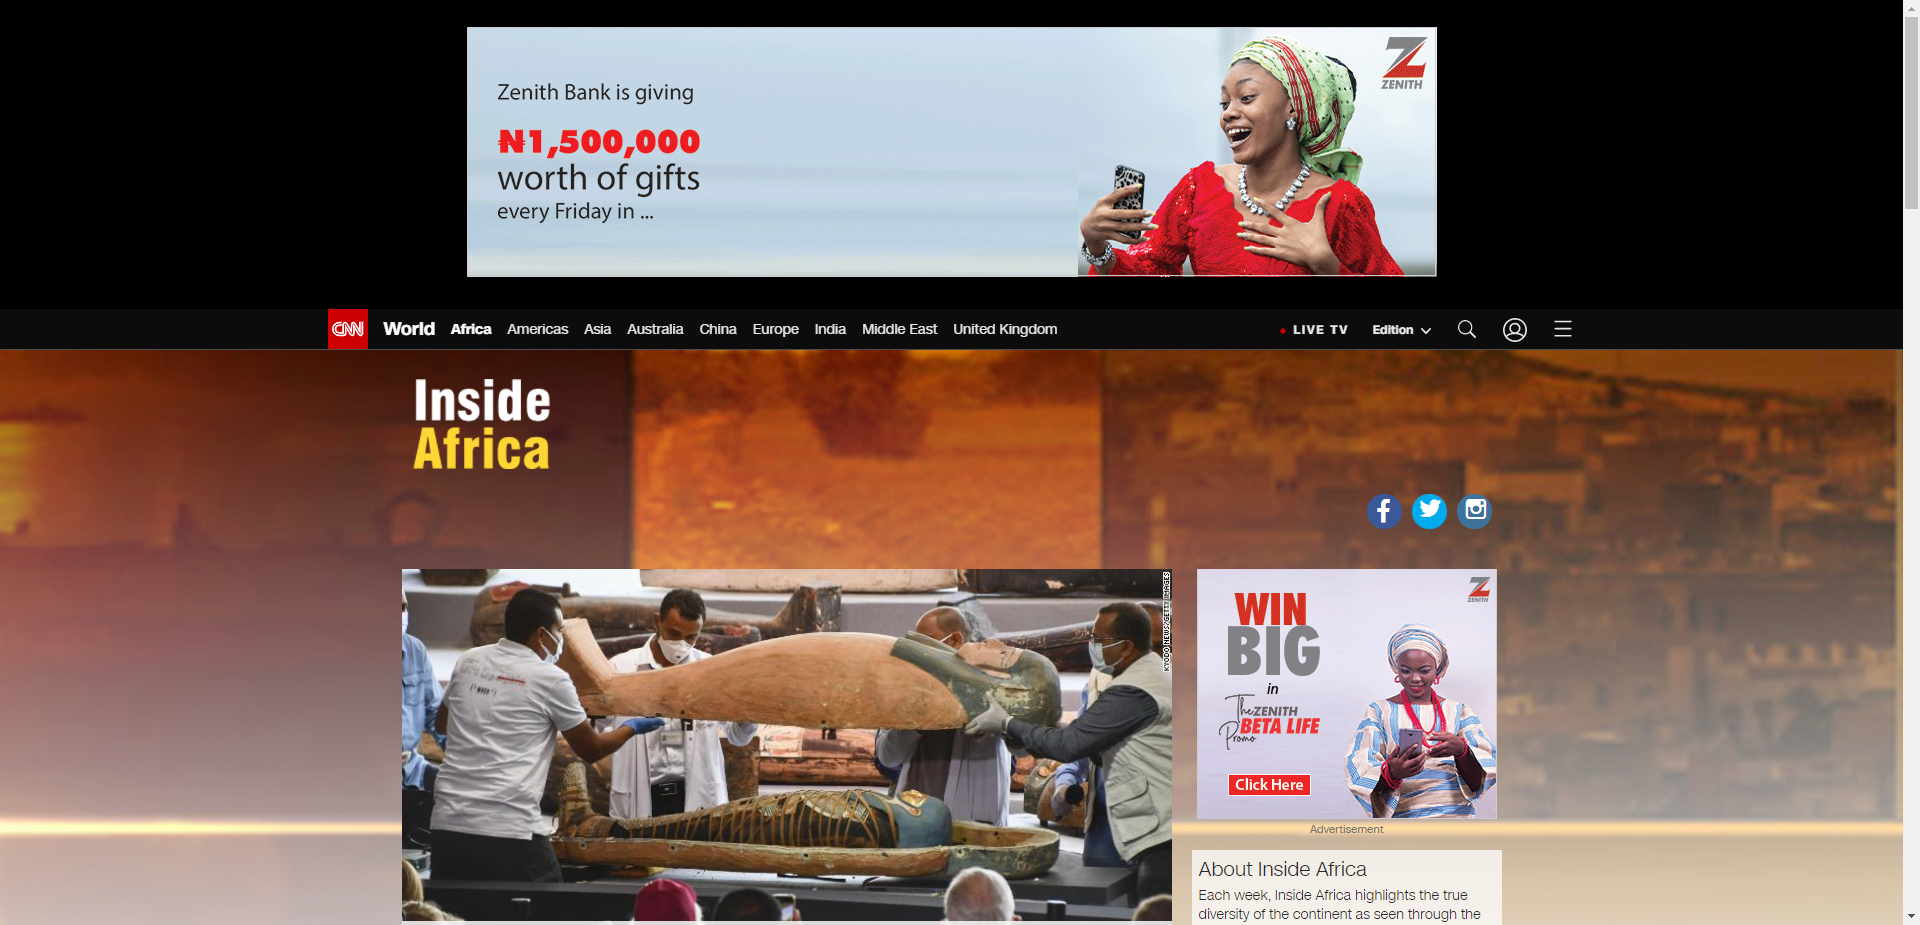 Zenith Bank is giving
₦1,500,000
worth of gifts
every Friday in ...
Z
ZENITH
CNN World Africa Americas Asia Australia China Europe India Middle East United Kingdom LIVE TV Edition
Inside
Africa
KYODO NEWS/GETTY IMAGES
WIN
BIG
in
The ZENITH
BETA LIFE
Promo
Click Here
Z
ZENITH
Advertisement
About Inside Africa
Each week, Inside Africa highlights the true
diversity of the continent as seen through the